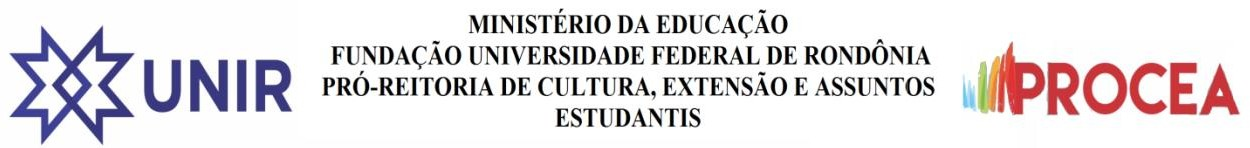 UNIR
MINISTÉRIO DA EDUCAÇÃO
FUNDAÇÃO UNIVERSIDADE FEDERAL DE RONDÔNIA
PRÓ-REITORIA DE CULTURA, EXTENSÃO E ASSUNTOS
ESTUDANTIS
PROCEA